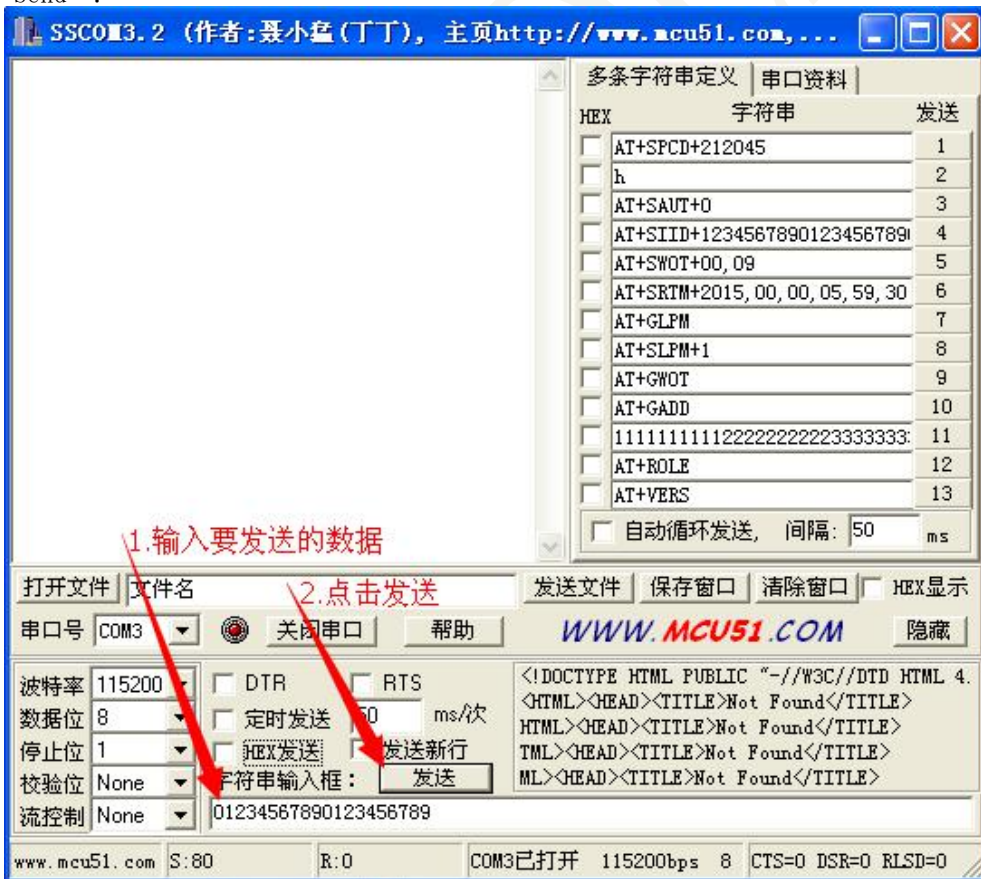 SSCOM3.2 (作者:聂小猛(丁丁), 主页http://www.mcu51.com,...
多条字符串定义 串口资料
HEX 字符串 发送
AT+SPCD+212045 1
h 2
AT+SAUT+0 3
AT+SIID+1234567890123456789 4
AT+SWOT+00,09 5
AT+SRTM+2015,00,00,05,59,30 6
AT+GLPM 7
AT+SLPM+1 8
AT+GWOT 9
AT+GADD 10
1111111111222222222233333333 11
AT+ROLE 12
AT+VERS 13
自动循环发送, 间隔: 50 ms
1.输入要发送的数据
打开文件 文件名 发送文件 保存窗口 清除窗口 HEX显示
2.点击发送
串口号 COM3 关闭串口 帮助 WWW.MCU51.COM 隐藏
波特率 115200 DTR RTS
数据位 8 定时发送 50 ms/次
停止位 1 HEX发送 发送新行
校验位 None 字符串输入框: 发送
流控制 None 01234567890123456789
<!DOCTYPE HTML PUBLIC "-//W3C//DTD HTML 4.
<HTML><HEAD><TITLE>Not Found</TITLE>
HTML><HEAD><TITLE>Not Found</TITLE>
TML><HEAD><TITLE>Not Found</TITLE>
ML><HEAD><TITLE>Not Found</TITLE>
www.mcu51.com S:80 R:0 COM3已打开 115200bps 8 CTS=0 DSR=0 RLSD=0